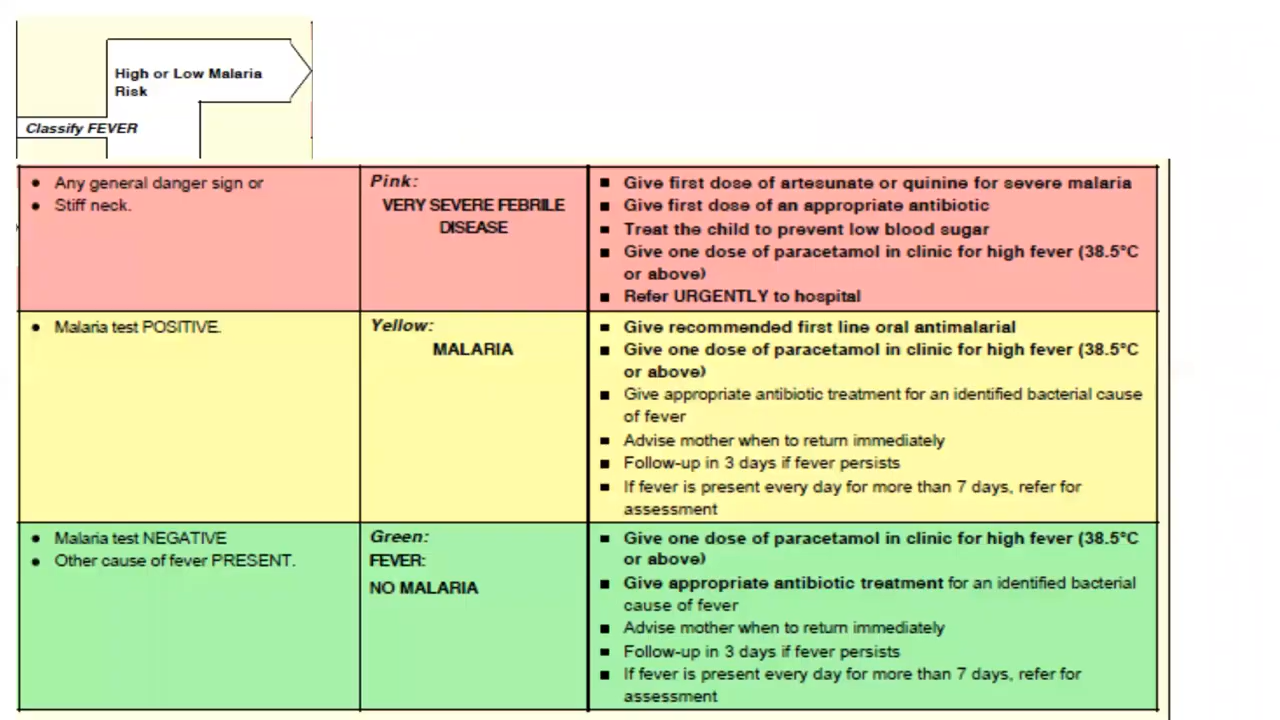 High or Low Malaria
Risk
Classify FEVER
• Any general danger sign or
• Stiff neck.
Pink:
VERY SEVERE FEBRILE
DISEASE
■ Give first dose of artesunate or quinine for severe malaria
■ Give first dose of an appropriate antibiotic
■ Treat the child to prevent low blood sugar
■ Give one dose of paracetamol in clinic for high fever (38.5°C
or above)
■ Refer URGENTLY to hospital
• Malaria test POSITIVE.
Yellow:
MALARIA
■ Give recommended first line oral antimalarial
■ Give one dose of paracetamol in clinic for high fever (38.5°C
or above)
■ Give appropriate antibiotic treatment for an identified bacterial cause
of fever
■ Advise mother when to return immediately
■ Follow-up in 3 days if fever persists
■ If fever is present every day for more than 7 days, refer for
assessment
• Malaria test NEGATIVE
• Other cause of fever PRESENT.
Green:
FEVER:
NO MALARIA
■ Give one dose of paracetamol in clinic for high fever (38.5°C
or above)
■ Give appropriate antibiotic treatment for an identified bacterial
cause of fever
■ Advise mother when to return immediately
■ Follow-up in 3 days if fever persists
■ If fever is present every day for more than 7 days, refer for
assessment